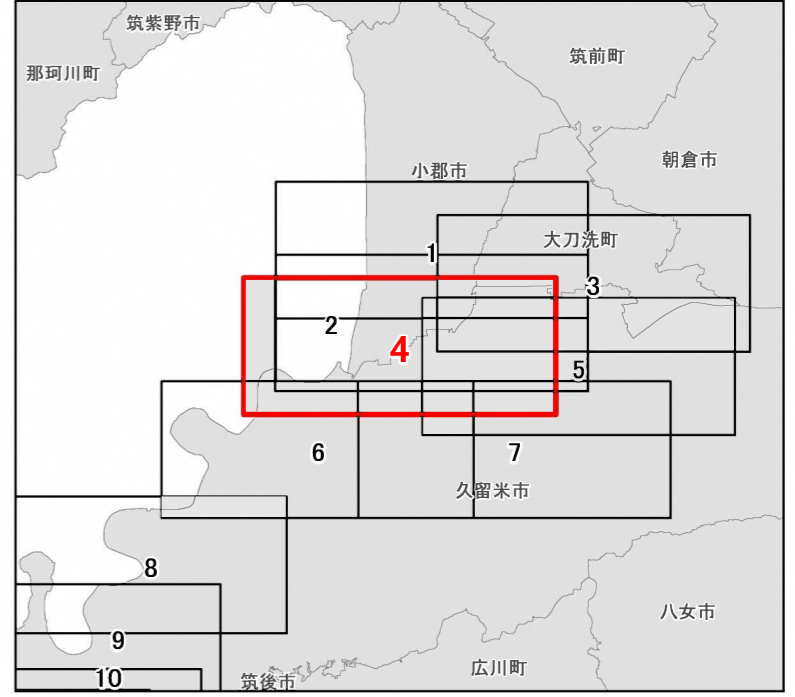 筑紫野市
筑前町
那珂川町
朝倉市
小郡市
大刀洗町
1
3
2
4
5
6
7
久留米市
8
八女市
9
広川町
10
筑後市